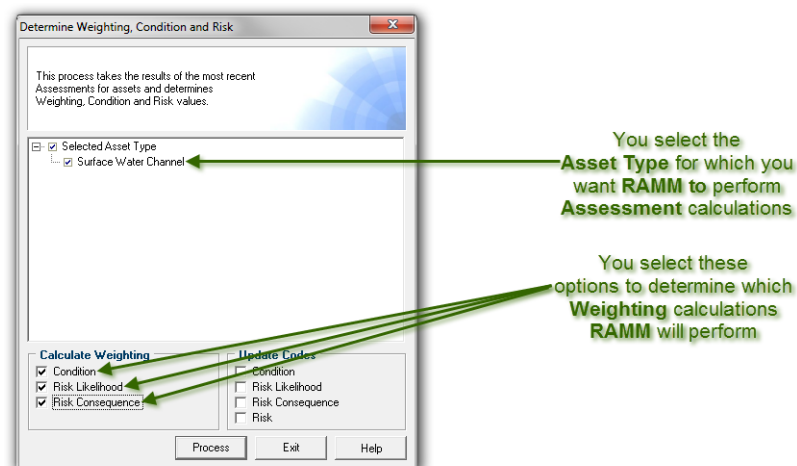 Determine Weighting, Condition and Risk
This process takes the results of the most recent
Assessments for assets and determines
Weighting, Condition and Risk values.
Selected Asset Type
Surface Water Channel
You select the
Asset Type for which you
want RAMM to perform
Assessment calculations
You select these
options to determine which
Weighting calculations
RAMM will perform
Calculate Weighting
Condition
Risk Likelihood
Risk Consequence
Update Codes
Condition
Risk Likelihood
Risk Consequence
Risk
Process
Exit
Help